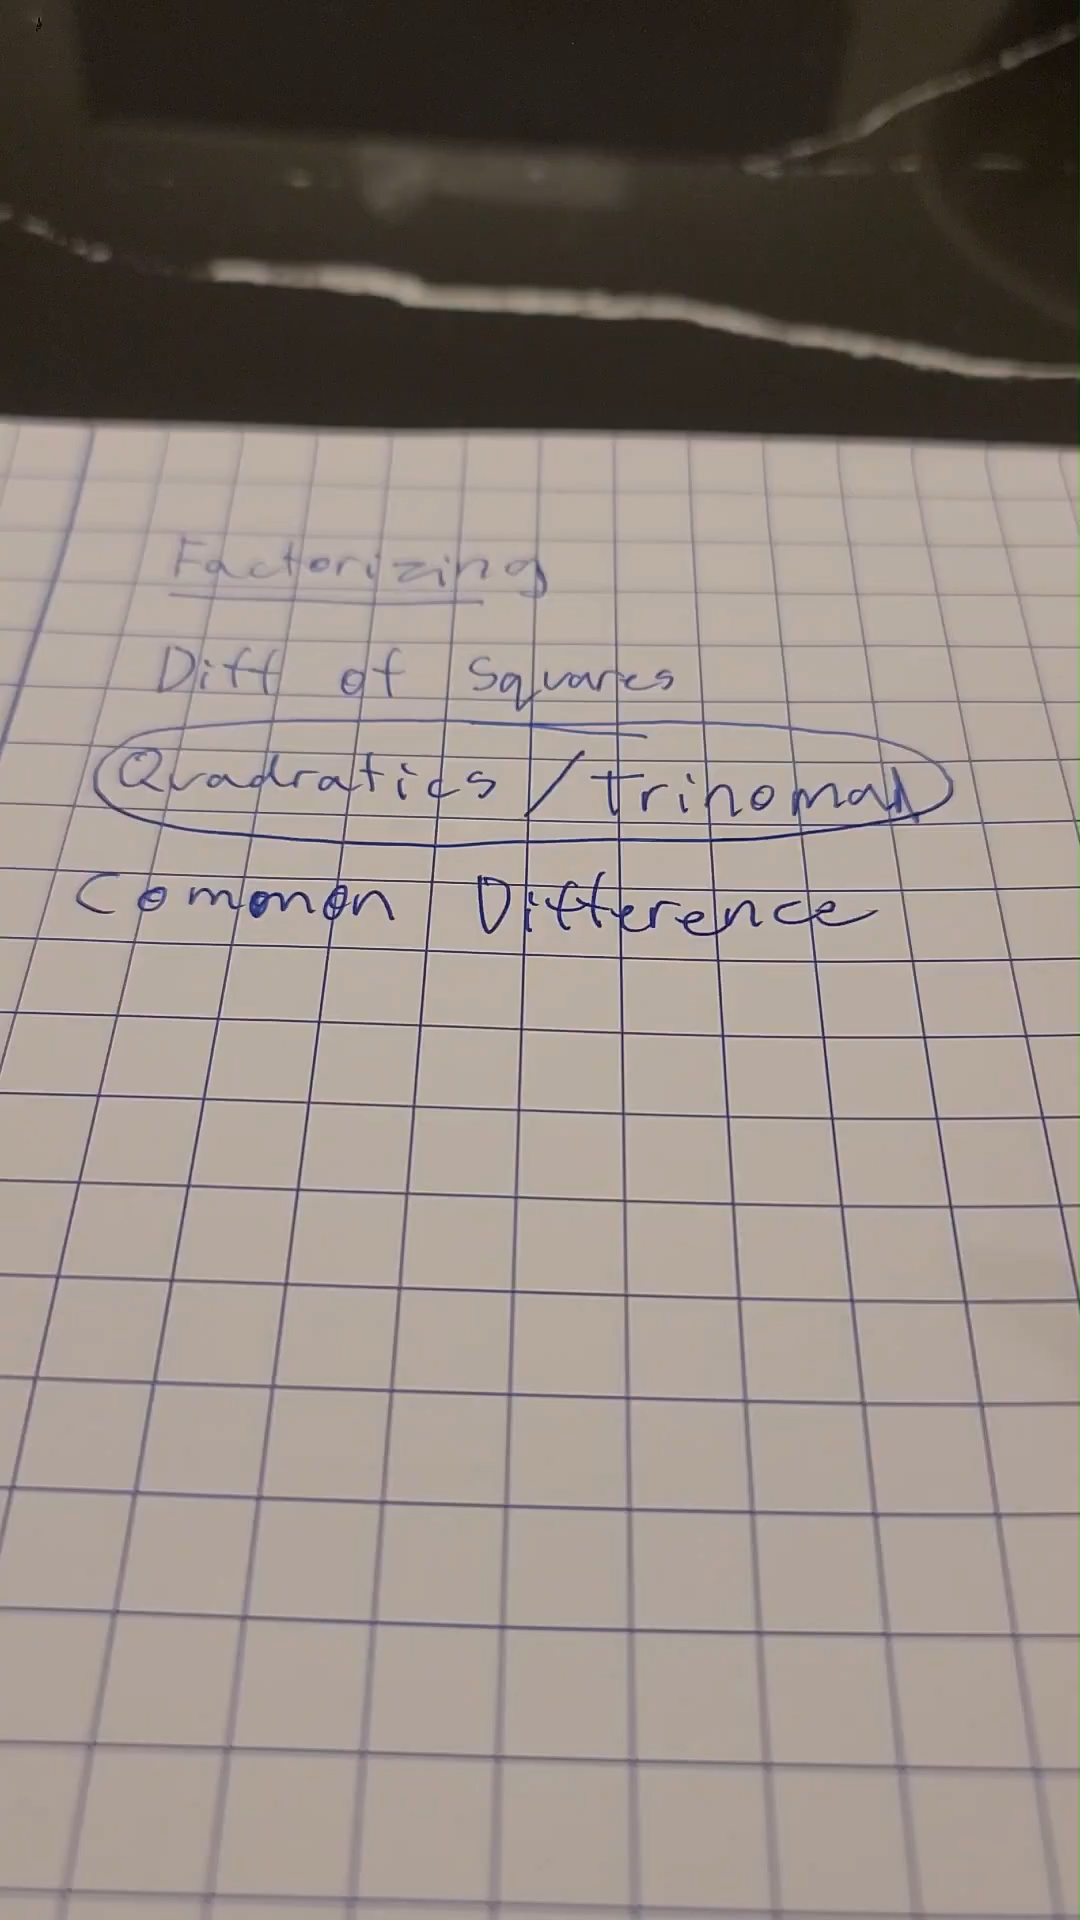 Factorizing
Diff of Squares
Quadratics / trinomal
Common Difference